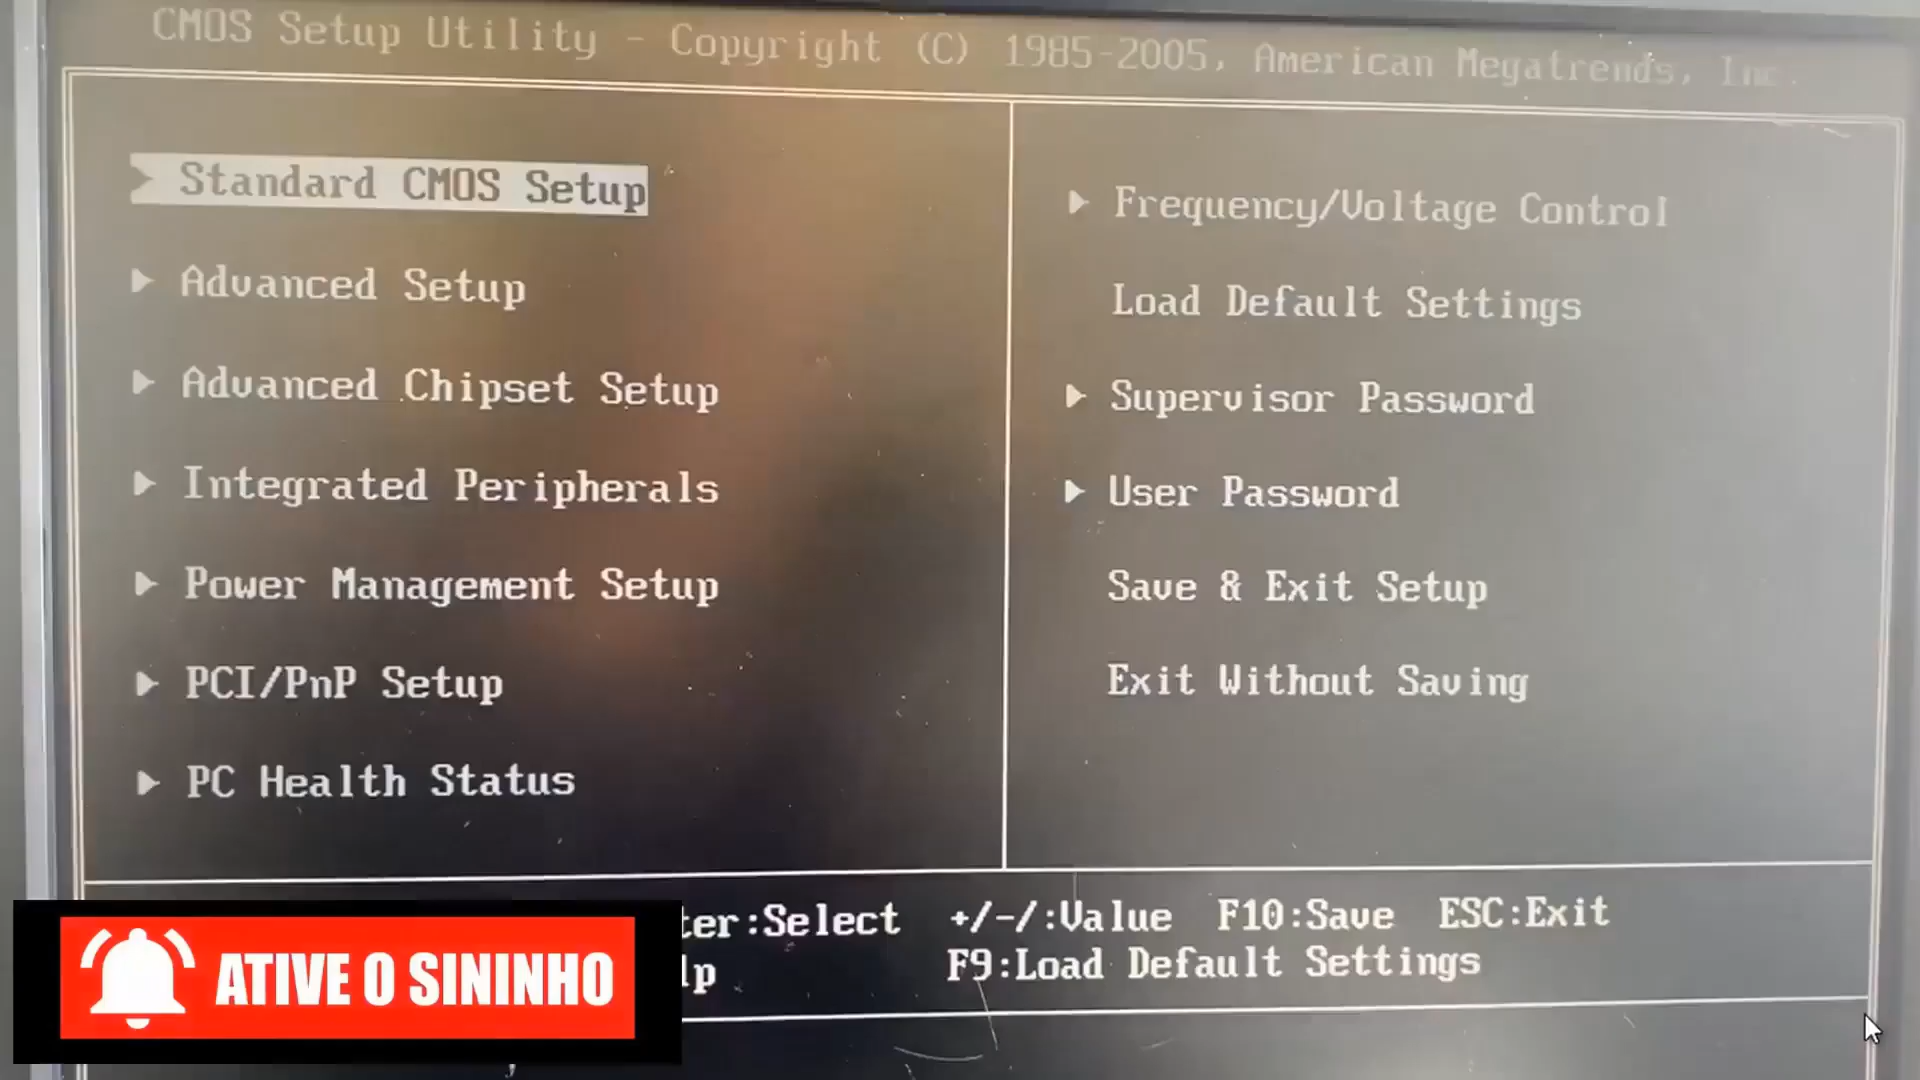 CMOS Setup Utility - Copyright (C) 1985-2005, American Megatrends, Inc.
Standard CMOS Setup
Advanced Setup
Advanced Chipset Setup
Integrated Peripherals
Power Management Setup
PCI/PnP Setup
PC Health Status
Frequency/Voltage Control
Load Default Settings
Supervisor Password
User Password
Save & Exit Setup
Exit Without Saving
:Select +/-/:Value F10:Save ESC:Exit
F9:Load Default Settings
ATIVE O SININHO